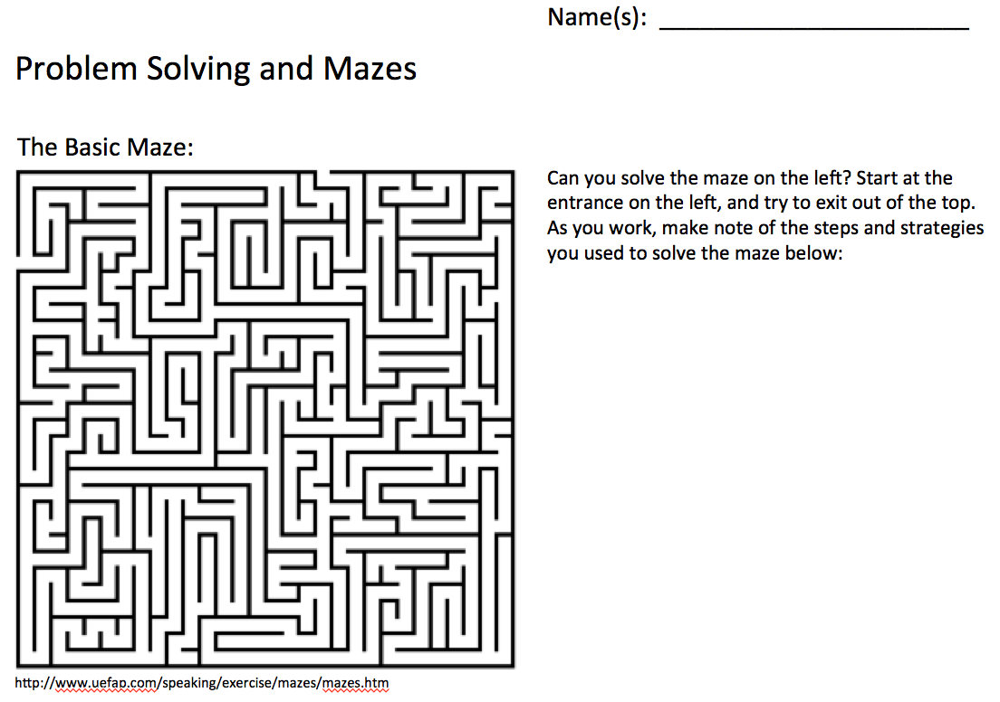 Name(s): _______________________
Problem Solving and Mazes
The Basic Maze:
Can you solve the maze on the left? Start at the
entrance on the left, and try to exit out of the top.
As you work, make note of the steps and strategies
you used to solve the maze below:
http://www.uefap.com/speaking/exercise/mazes/mazes.htm